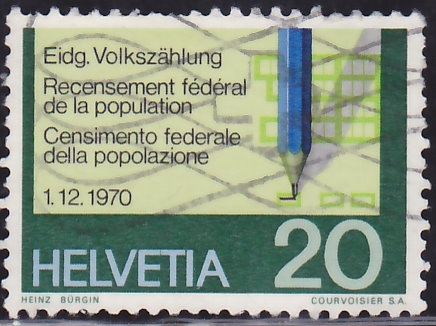 Eidg. Volkszählung
Recensement fédéral
de la population
Censimento federale
della popolazione
1.12.1970
HELVETIA 20
HEINZ BÜRGIN COURVOISIER S.A.